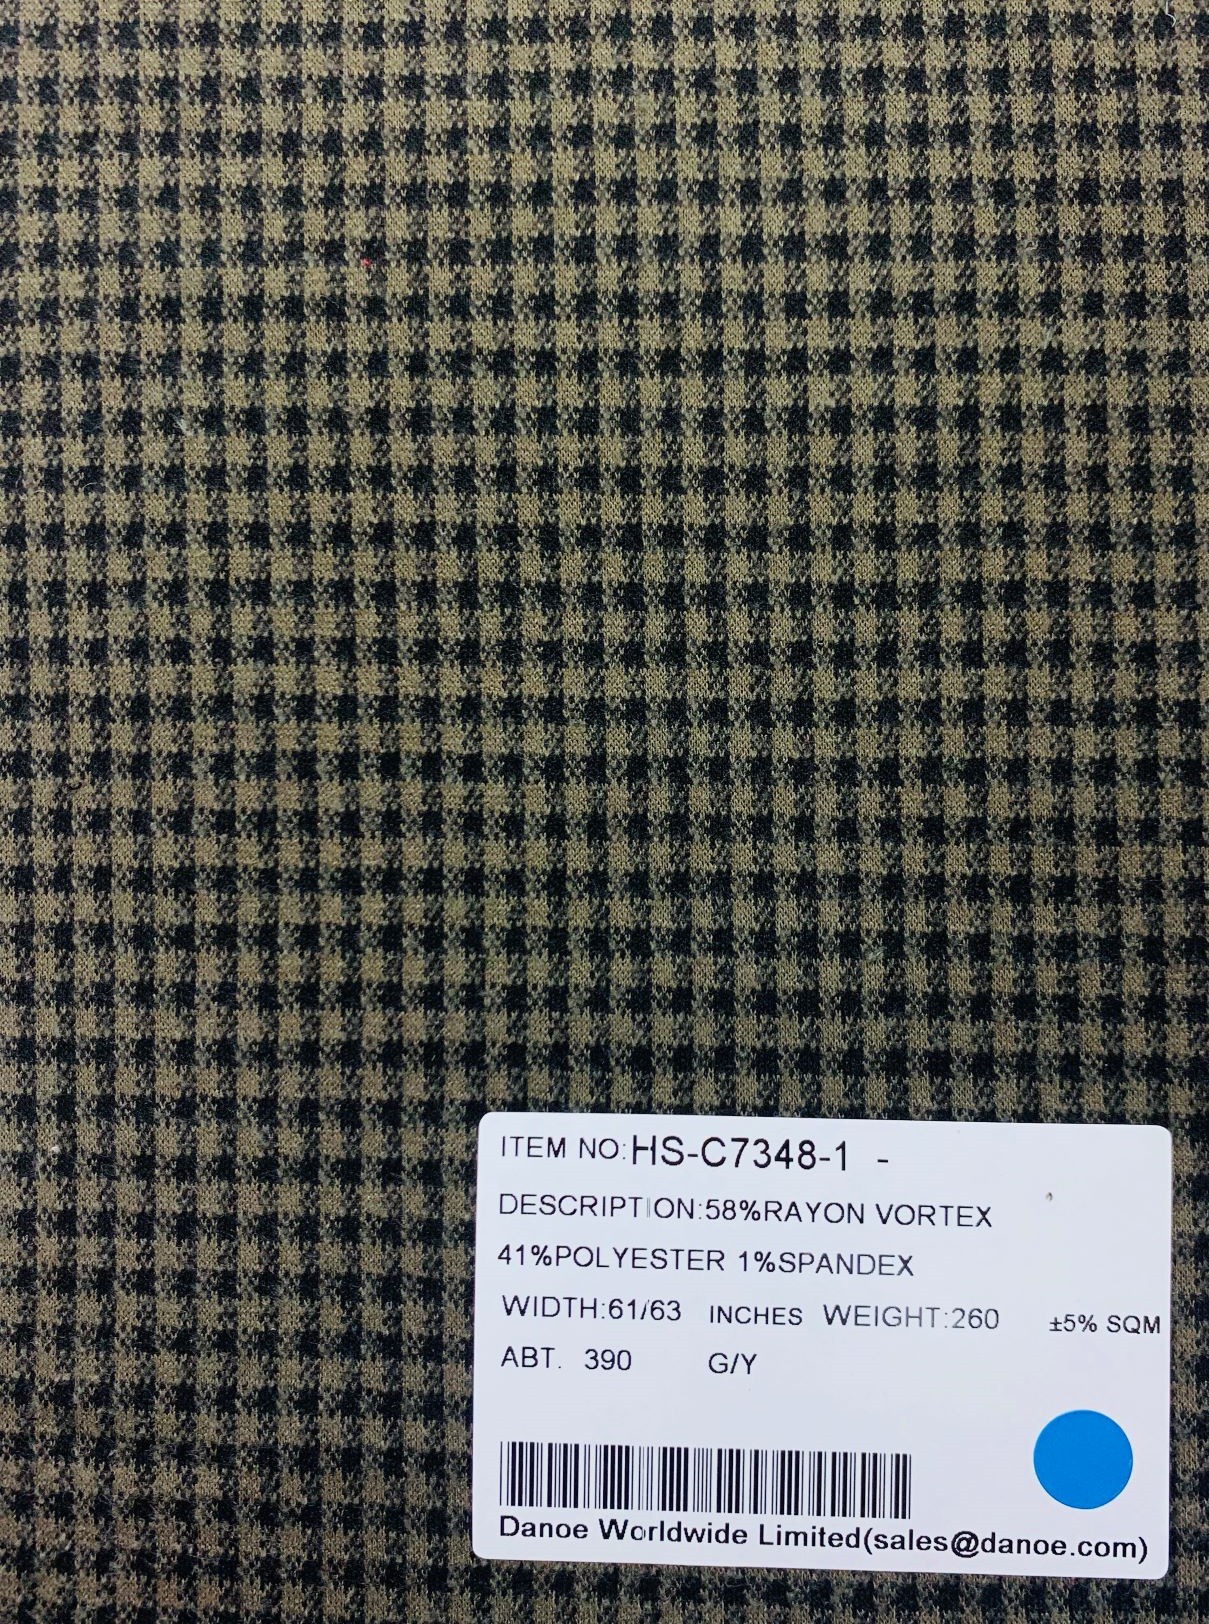 ITEM NO:HS-C7348-1 -
DESCRIPTION:58%RAYON VORTEX
41%POLYESTER 1%SPANDEX
WIDTH:61/63 INCHES WEIGHT:260 ±5% SQM
ABT. 390 G/Y
Danoe Worldwide Limited(sales@danoe.com)